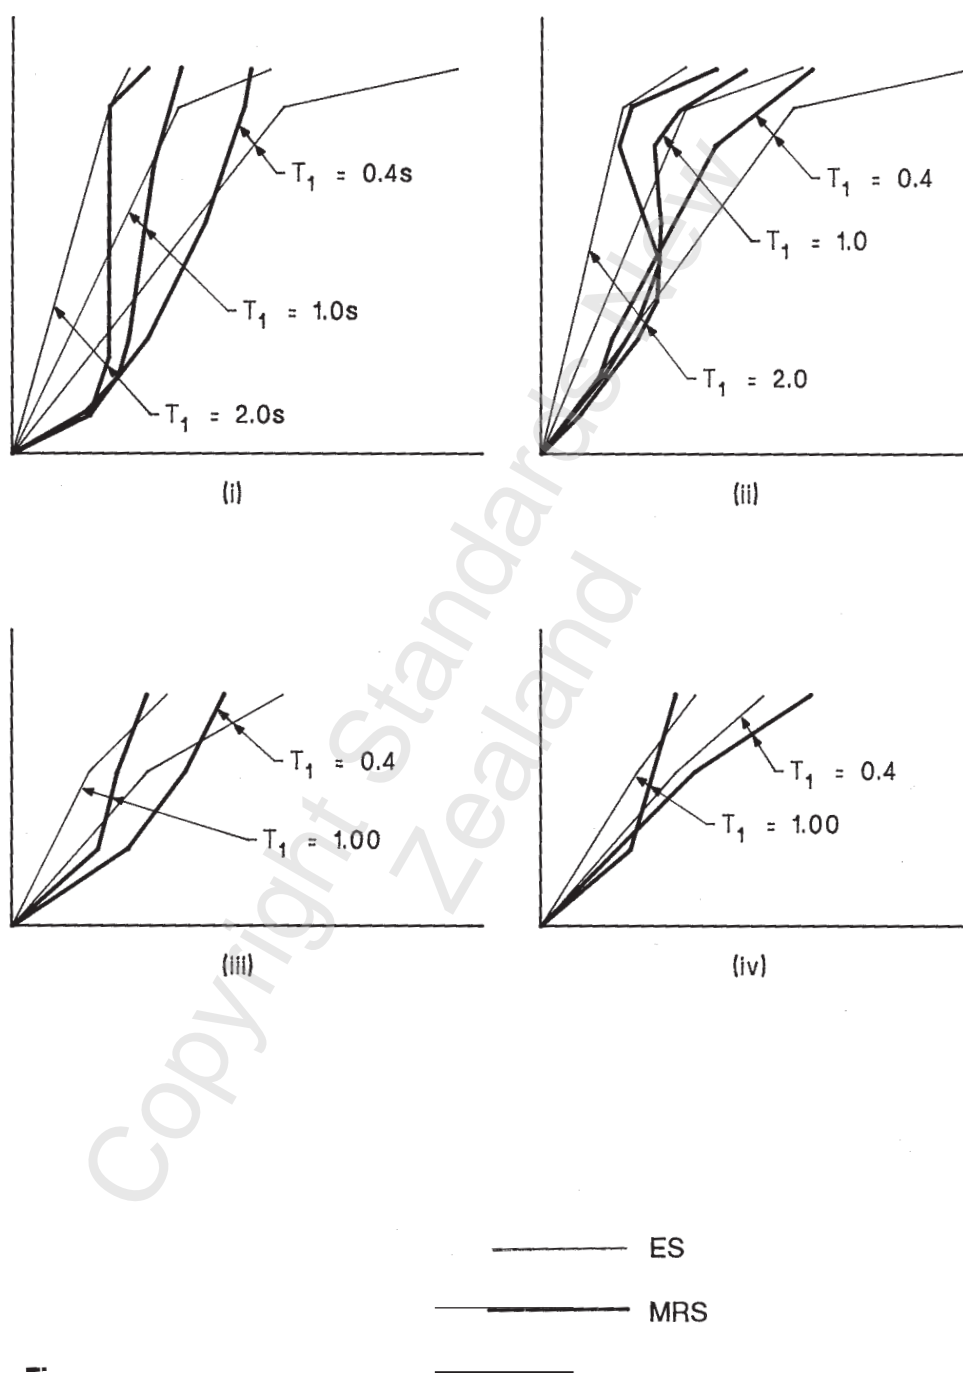 T1 = 0.4s
T1 = 1.0s
T1 = 2.0s
(i)
T1 = 0.4
T1 = 1.0
T1 = 2.0
(ii)
T1 = 0.4
T1 = 1.00
(iii)
T1 = 0.4
T1 = 1.00
(iv)
Copyright Standards New
Zealand
ES
MRS